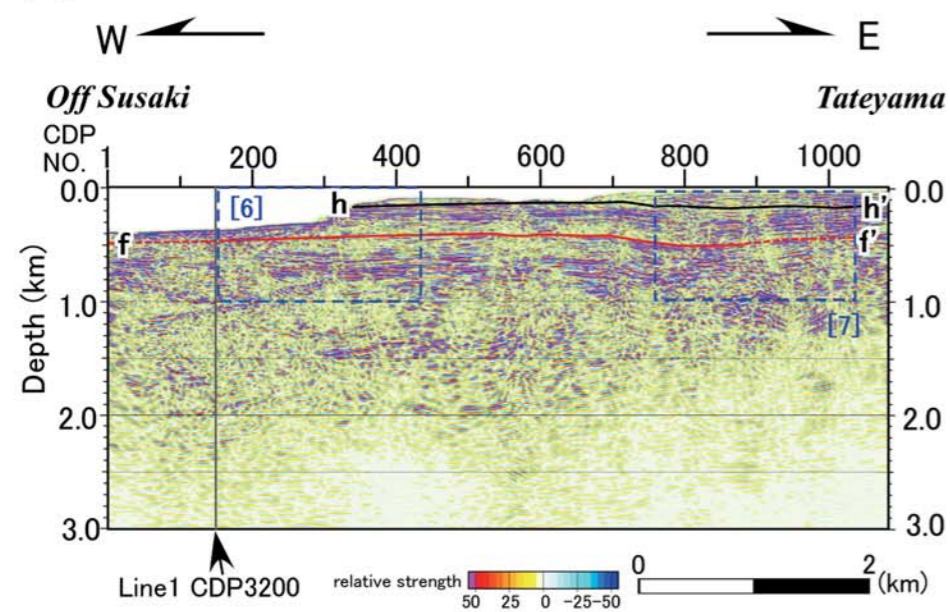 W E
Off Susaki Tateyama
CDP
NO. 1 200 400 600 800 1000
0.0 0.0
[6] h h'
f f'
1.0 1.0
[7]
Depth (km)
2.0 2.0
3.0 3.0
Line1 CDP3200
relative strength
50 25 0 -25-50
0 2
(km)